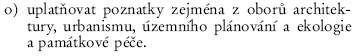 o) uplatňovat poznatky zejména z oborů architek-
tury, urbanismu, územního plánování a ekologie
a památkové péče.